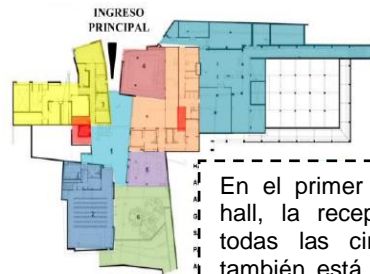 INGRESO
PRINCIPAL
En el primer
hall, la recep
todas las cir
también está